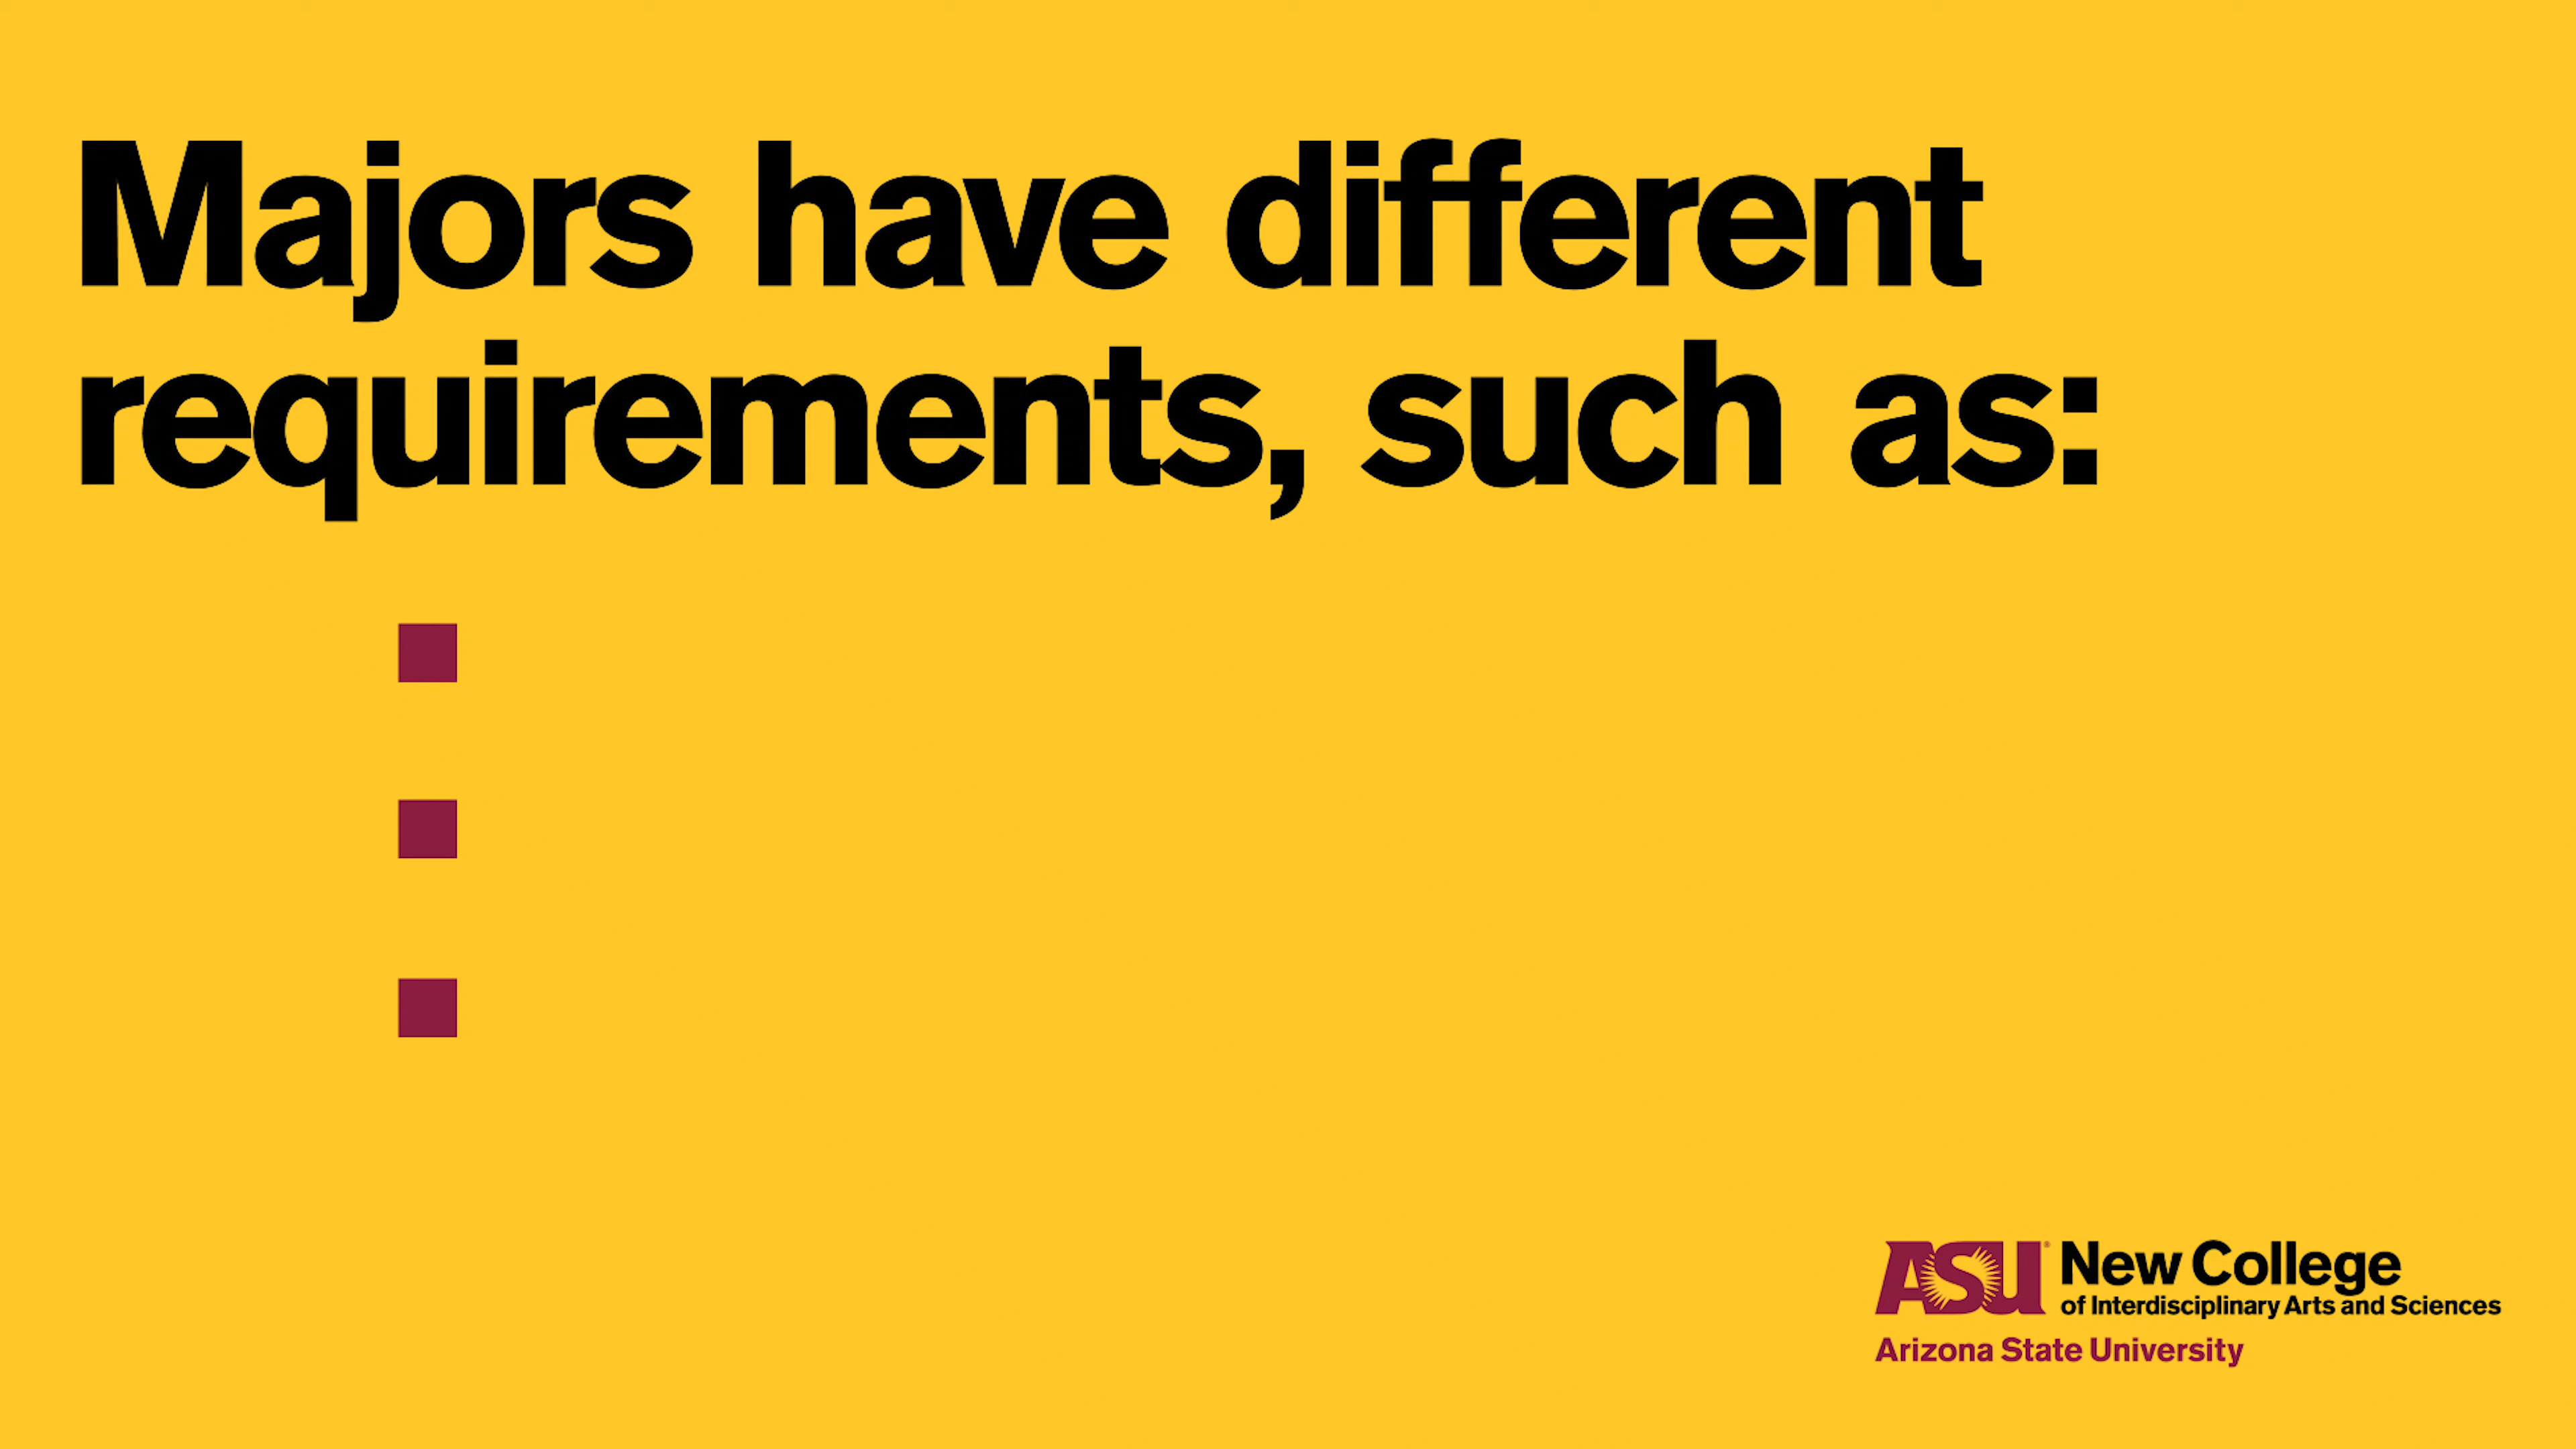 Majors have different
requirements, such as:
ASU® New College
of Interdisciplinary Arts and Sciences
Arizona State University